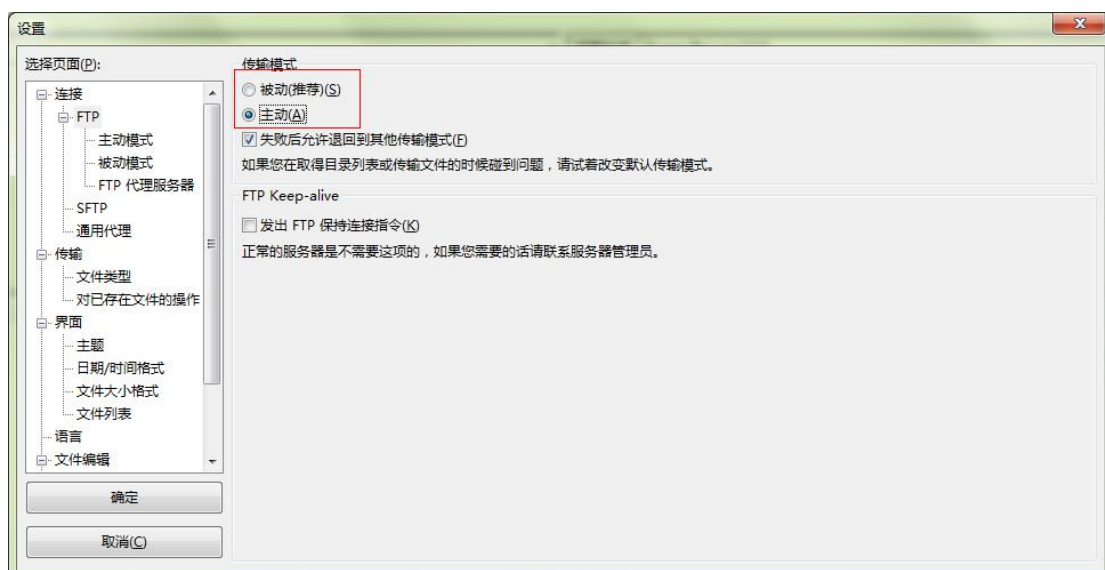 设置
选择页面(P):
连接
FTP
主动模式
被动模式
FTP 代理服务器
SFTP
通用代理
传输
文件类型
对已存在文件的操作
界面
主题
日期/时间格式
文件大小格式
文件列表
语言
文件编辑
确定
取消(C)
传输模式
被动(推荐)(S)
主动(A)
失败后允许退回到其他传输模式(F)
如果您在取得目录列表或传输文件的时候碰到问题，请试着改变默认传输模式。
FTP Keep-alive
发出 FTP 保持连接指令(K)
正常的服务器是不需要这项的，如果您需要的话请联系服务器管理员。